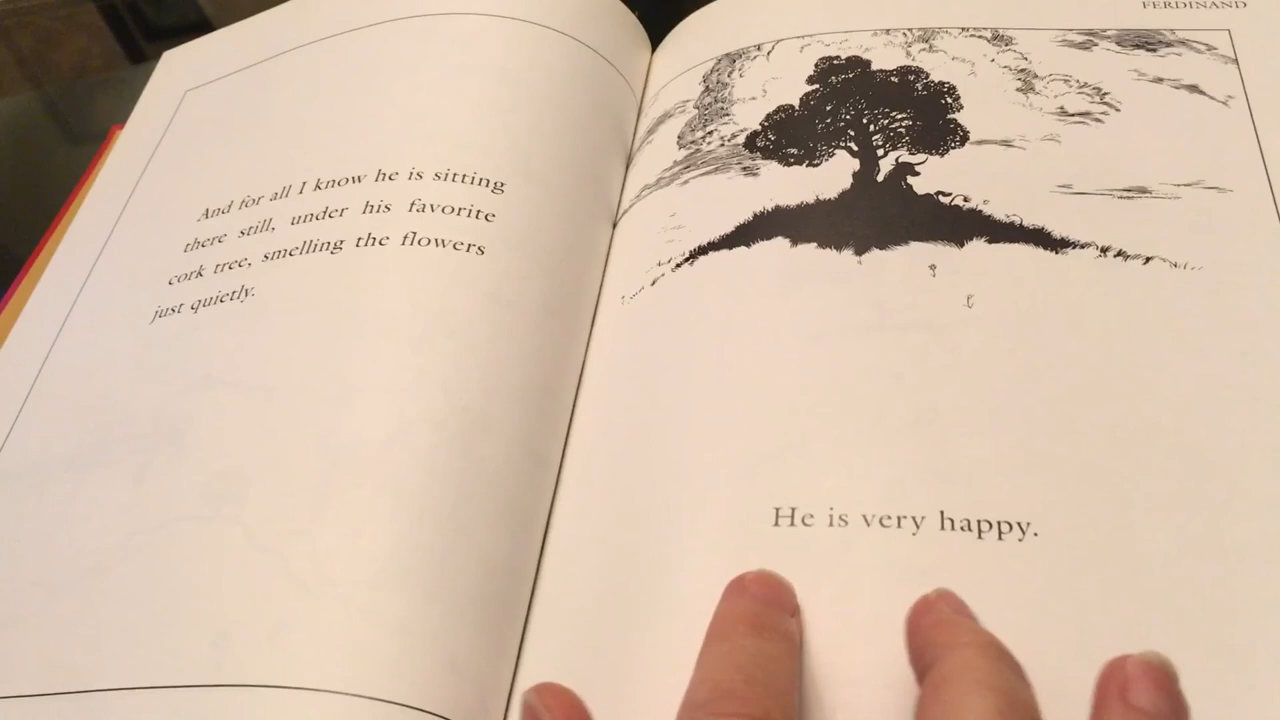 And for all I know he is sitting
there still, under his favorite
cork tree, smelling the flowers
just quietly.
FERDINAND
He is very happy.